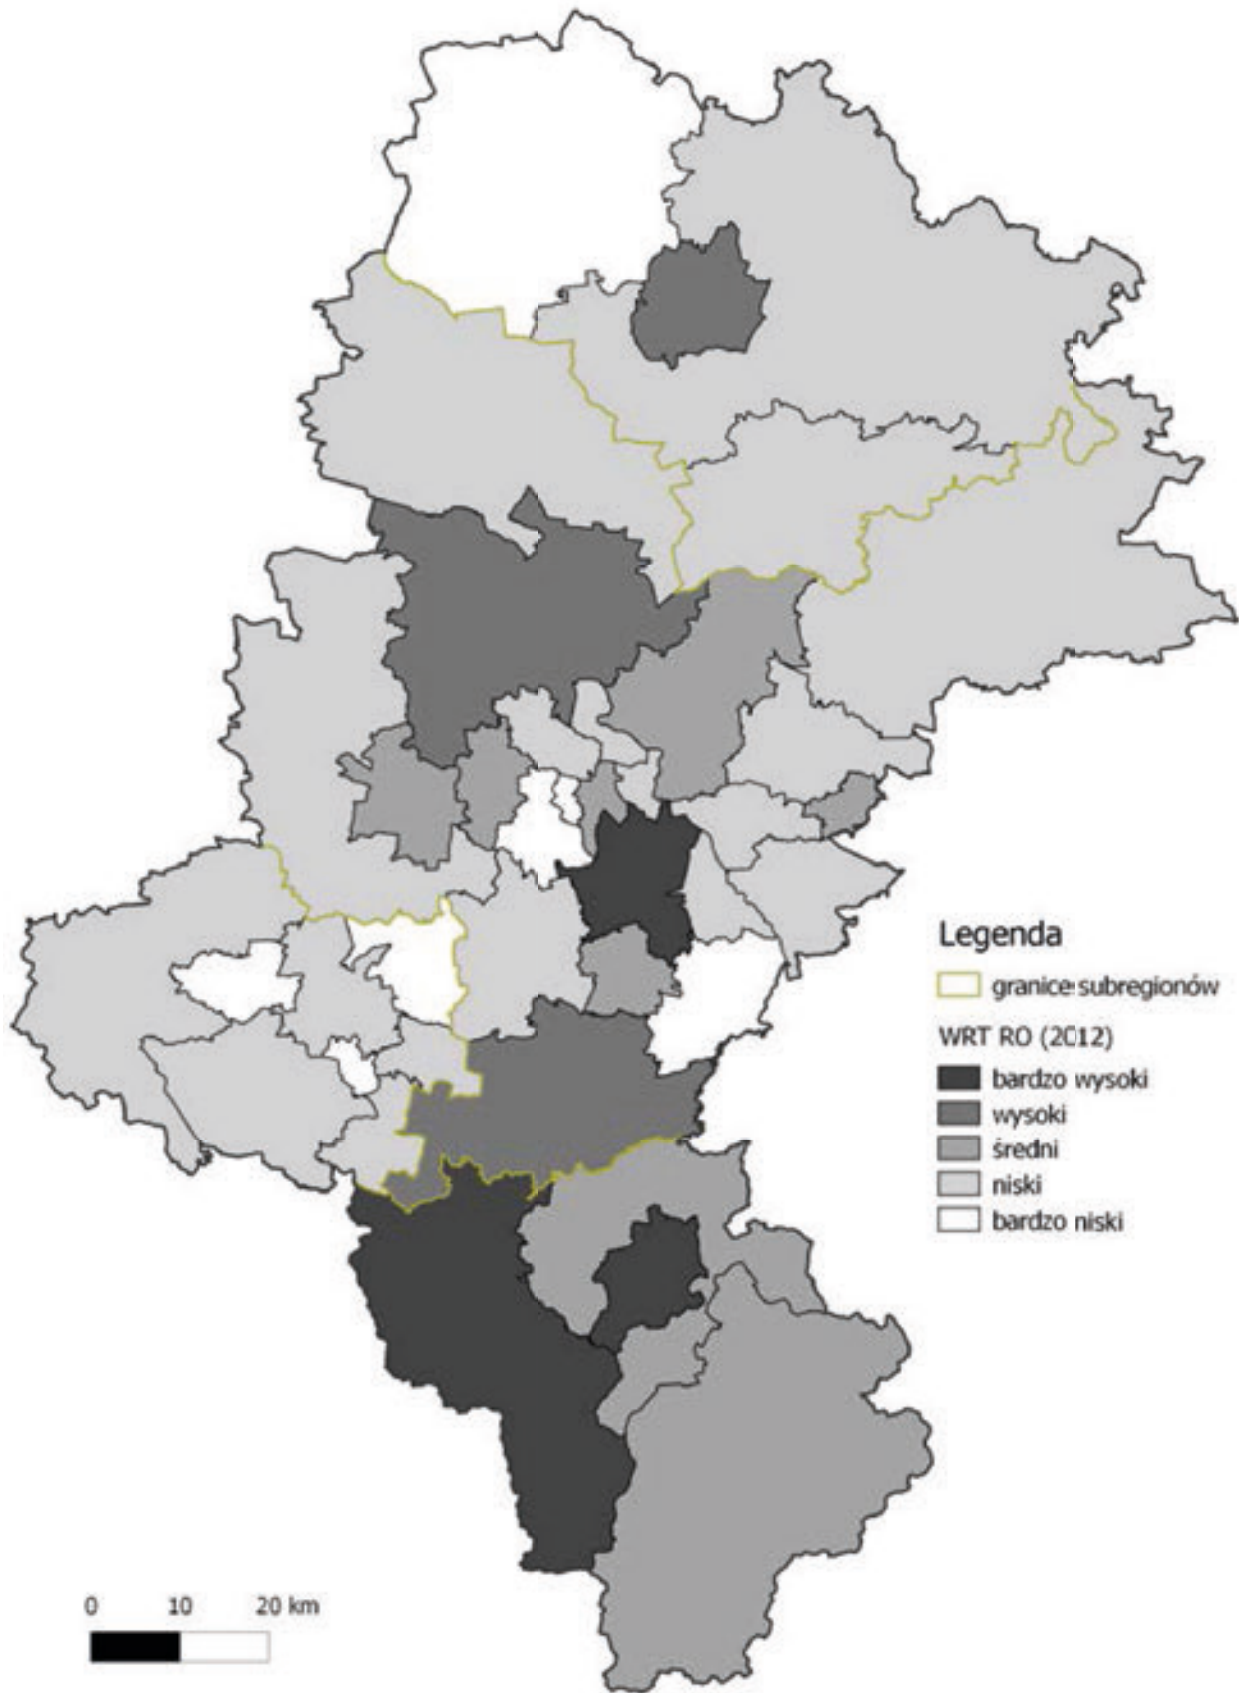 Legenda
granice subregionów
WRT RO (2012)
bardzo wysoki
wysoki
średni
niski
bardzo niski
0 10 20 km